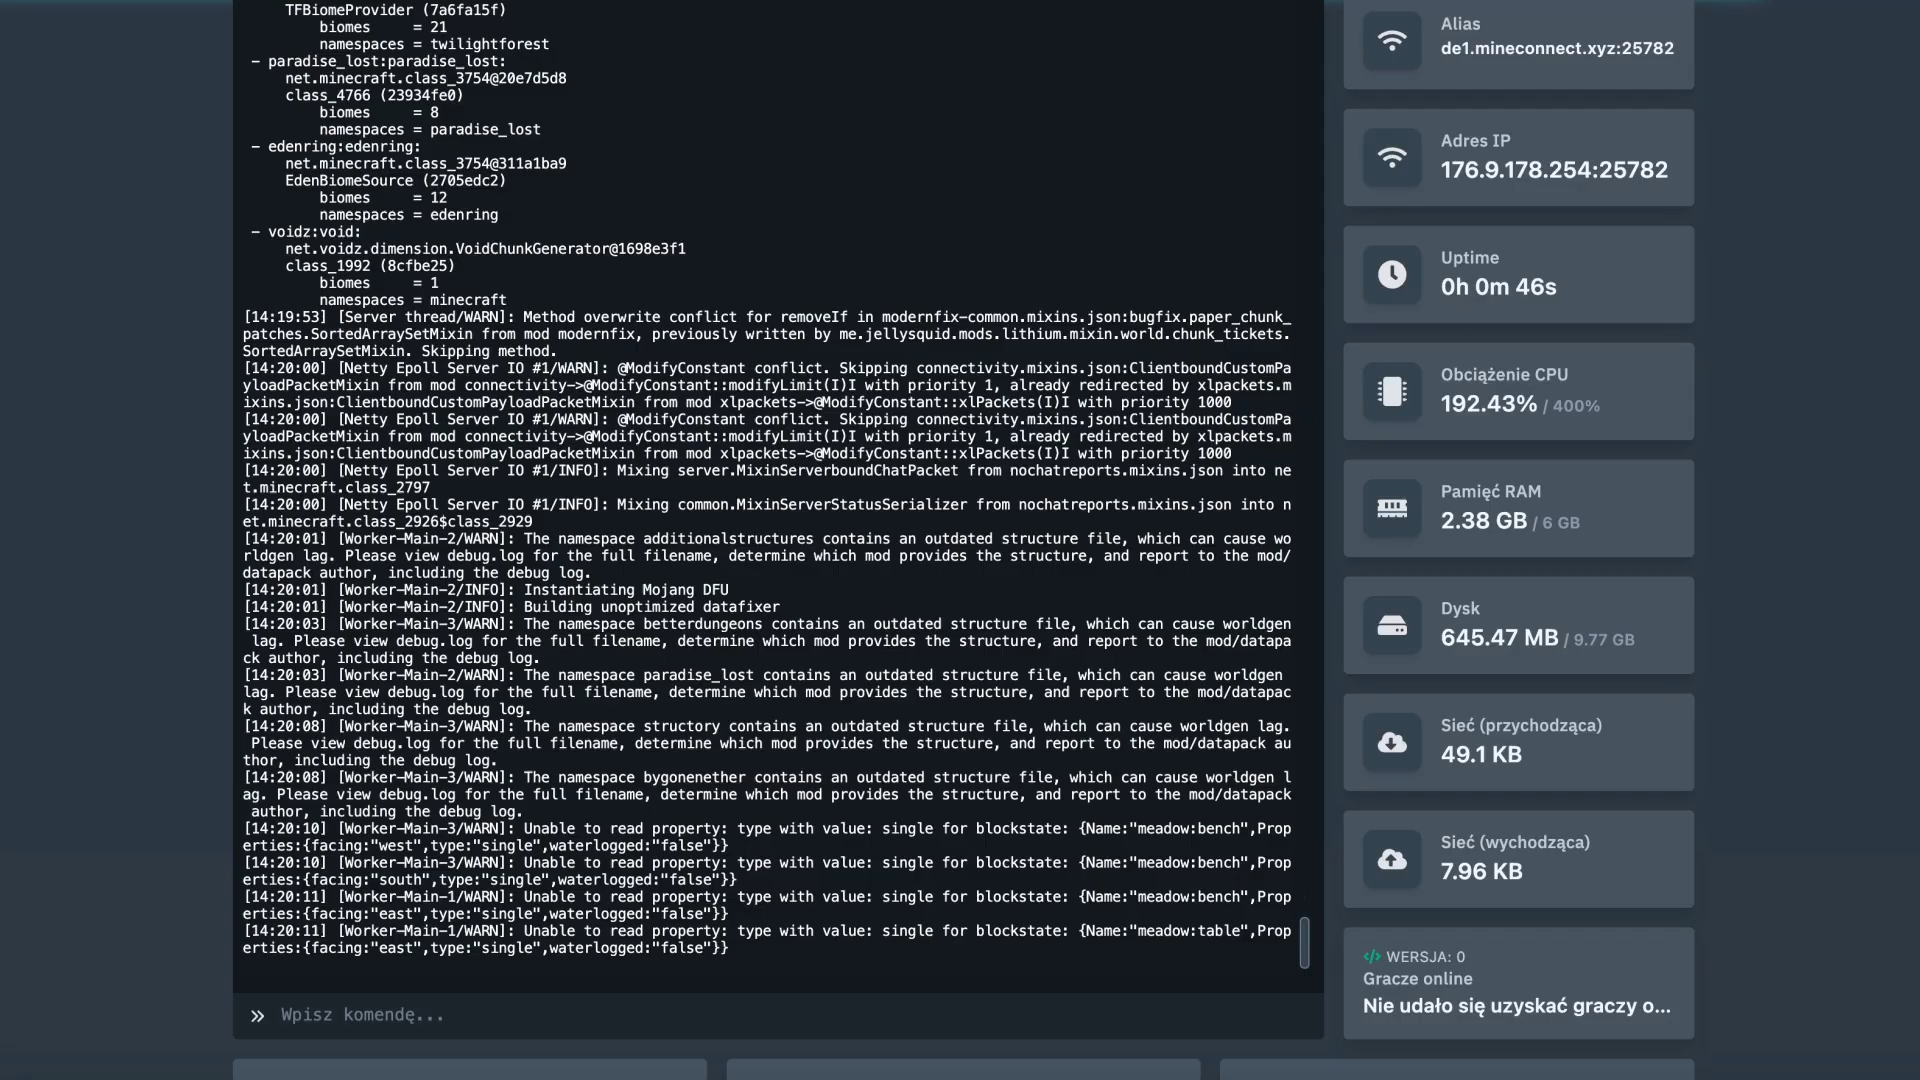 TFBiomeProvider (7a6fa15f)
biomes     = 21
namespaces = twilightforest
- paradise_lost:paradise_lost:
net.minecraft.class_3754@20e7d5d8
class_4766 (23934fe0)
biomes     = 8
namespaces = paradise_lost
- edenring:edenring:
net.minecraft.class_3754@311a1ba9
EdenBiomeSource (2705edc2)
biomes     = 12
namespaces = edenring
- voidz:void:
net.voidz.dimension.VoidChunkGenerator@1698e3f1
class_1992 (8cfbe25)
biomes     = 1
namespaces = minecraft
[14:19:53] [Server thread/WARN]: Method overwrite conflict for removeIf in modernfix-common.mixins.json:bugfix.paper_chunk_
patches.SortedArraySetMixin from mod modernfix, previously written by me.jellysquid.mods.lithium.mixin.world.chunk_tickets.
SortedArraySetMixin. Skipping method.
[14:20:00] [Netty Epoll Server IO #1/WARN]: @ModifyConstant conflict. Skipping connectivity.mixins.json:ClientboundCustomPa
yloadPacketMixin from mod connectivity->@ModifyConstant::modifyLimit(I)I with priority 1, already redirected by xlpackets.m
ixins.json:ClientboundCustomPayloadPacketMixin from mod xlpackets->@ModifyConstant::xlPackets(I)I with priority 1000
[14:20:00] [Netty Epoll Server IO #1/WARN]: @ModifyConstant conflict. Skipping connectivity.mixins.json:ClientboundCustomPa
yloadPacketMixin from mod connectivity->@ModifyConstant::modifyLimit(I)I with priority 1, already redirected by xlpackets.m
ixins.json:ClientboundCustomPayloadPacketMixin from mod xlpackets->@ModifyConstant::xlPackets(I)I with priority 1000
[14:20:00] [Netty Epoll Server IO #1/INFO]: Mixing server.MixinServerboundChatPacket from nochatreports.mixins.json into ne
t.minecraft.class_2797
[14:20:00] [Netty Epoll Server IO #1/INFO]: Mixing common.MixinServerStatusSerializer from nochatreports.mixins.json into n
et.minecraft.class_2926$class_2929
[14:20:01] [Worker-Main-2/WARN]: The namespace additionalstructures contains an outdated structure file, which can cause wo
rldgen lag. Please view debug.log for the full filename, determine which mod provides the structure, and report to the mod/
datapack author, including the debug log.
[14:20:01] [Worker-Main-2/INFO]: Instantiating Mojang DFU
[14:20:01] [Worker-Main-2/INFO]: Building unoptimized datafixer
[14:20:03] [Worker-Main-3/WARN]: The namespace betterdungeons contains an outdated structure file, which can cause worldgen
lag. Please view debug.log for the full filename, determine which mod provides the structure, and report to the mod/datapa
ck author, including the debug log.
[14:20:03] [Worker-Main-2/WARN]: The namespace paradise_lost contains an outdated structure file, which can cause worldgen
lag. Please view debug.log for the full filename, determine which mod provides the structure, and report to the mod/datapac
k author, including the debug log.
[14:20:08] [Worker-Main-3/WARN]: The namespace structory contains an outdated structure file, which can cause worldgen lag.
Please view debug.log for the full filename, determine which mod provides the structure, and report to the mod/datapack au
thor, including the debug log.
[14:20:08] [Worker-Main-3/WARN]: The namespace bygonenether contains an outdated structure file, which can cause worldgen l
ag. Please view debug.log for the full filename, determine which mod provides the structure, and report to the mod/datapack
author, including the debug log.
[14:20:10] [Worker-Main-3/WARN]: Unable to read property: type with value: single for blockstate: {Name:"meadow:bench",Prop
erties:{facing:"west",type:"single",waterlogged:"false"}}
[14:20:10] [Worker-Main-3/WARN]: Unable to read property: type with value: single for blockstate: {Name:"meadow:bench",Prop
erties:{facing:"south",type:"single",waterlogged:"false"}}
[14:20:11] [Worker-Main-1/WARN]: Unable to read property: type with value: single for blockstate: {Name:"meadow:bench",Prop
erties:{facing:"east",type:"single",waterlogged:"false"}}
[14:20:11] [Worker-Main-1/WARN]: Unable to read property: type with value: single for blockstate: {Name:"meadow:table",Prop
erties:{facing:"east",type:"single",waterlogged:"false"}}
» Wpisz komendę...
Alias
de1.mineconnect.xyz:25782
Adres IP
176.9.178.254:25782
Uptime
0h 0m 46s
Obciążenie CPU
192.43% / 400%
Pamięć RAM
2.38 GB / 6 GB
Dysk
645.47 MB / 9.77 GB
Sieć (przychodząca)
49.1 KB
Sieć (wychodząca)
7.96 KB
</> WERSJA: 0
Gracze online
Nie udało się uzyskać graczy o...